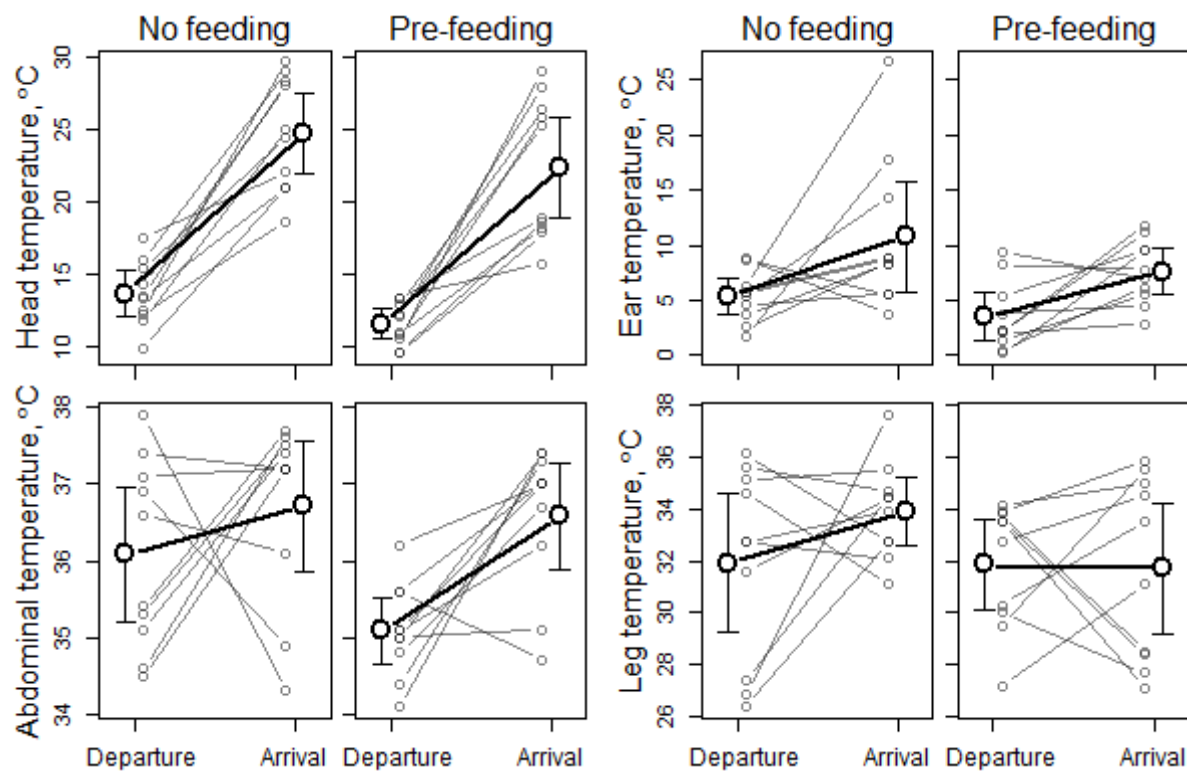 No feeding
Pre-feeding
No feeding
Pre-feeding
Head temperature, °C
10
15
20
25
30
Ear temperature, °C
0
5
10
15
20
25
Abdominal temperature, °C
34
35
36
37
38
Leg temperature, °C
26
28
30
32
34
36
38
Departure
Arrival
Departure
Arrival
Departure
Arrival
Departure
Arrival